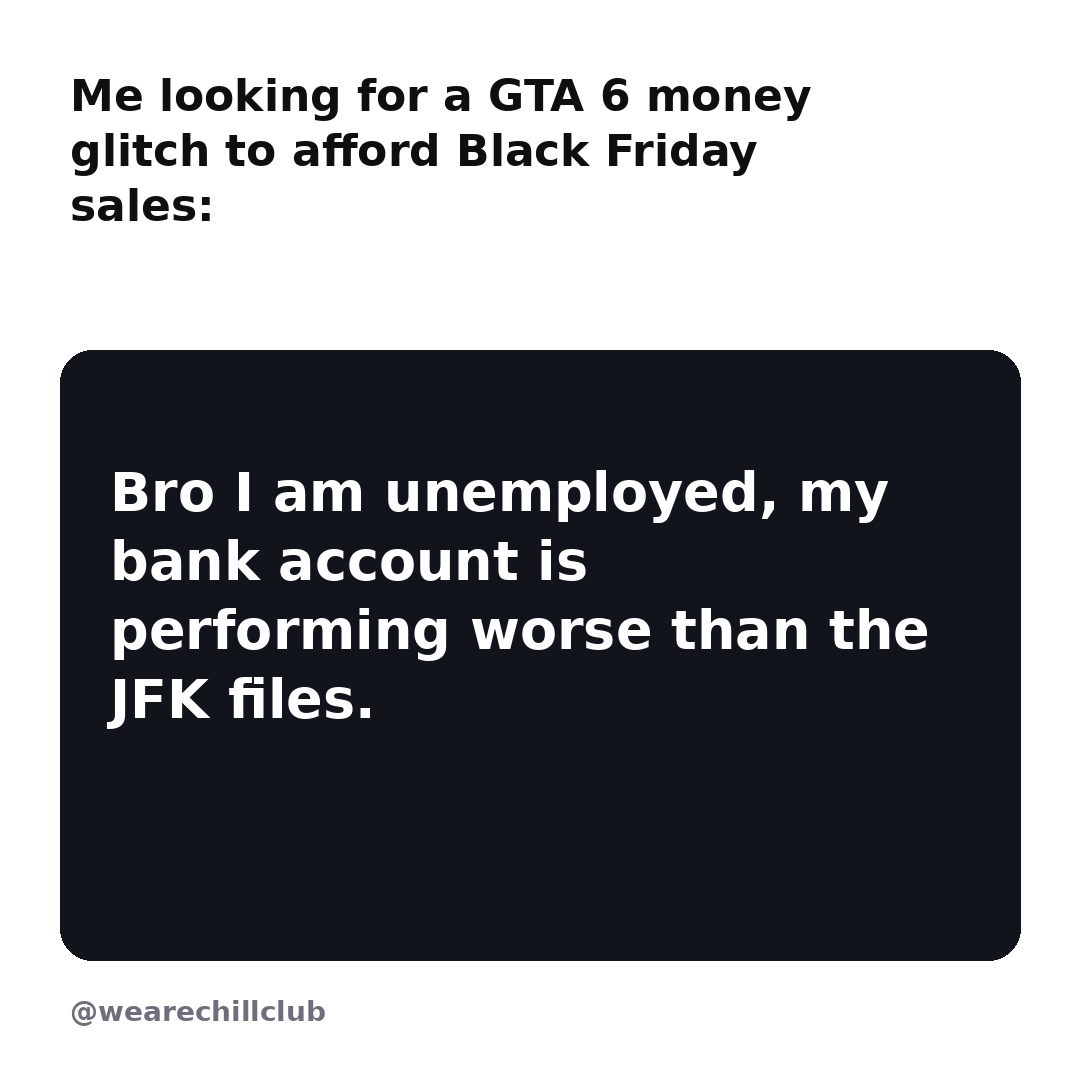 Me looking for a GTA 6 money
glitch to afford Black Friday
sales:
Bro I am unemployed, my
bank account is
performing worse than the
JFK files.
@wearechillclub